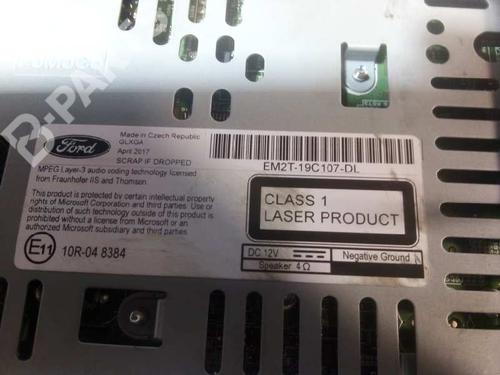 B-PARTS
Ford
Made in Czech Republic
GLXGA
April 2017
SCRAP IF DROPPED
MPEG Layer-3 audio coding technology licensed
from Fraunhofer IIS and Thomson.
This product is protected by certain intellectual property
rights of Microsoft Corporation and third parties.
Use or distribution of such technology outside of this product is
prohibited without a license from Microsoft or an
authorized Microsoft subsidiary and third parties.
E11 10R-04 8384
EM2T-19C107-DL
CLASS 1
LASER PRODUCT
DC 12V
Negative Ground
Speaker 4 Ω